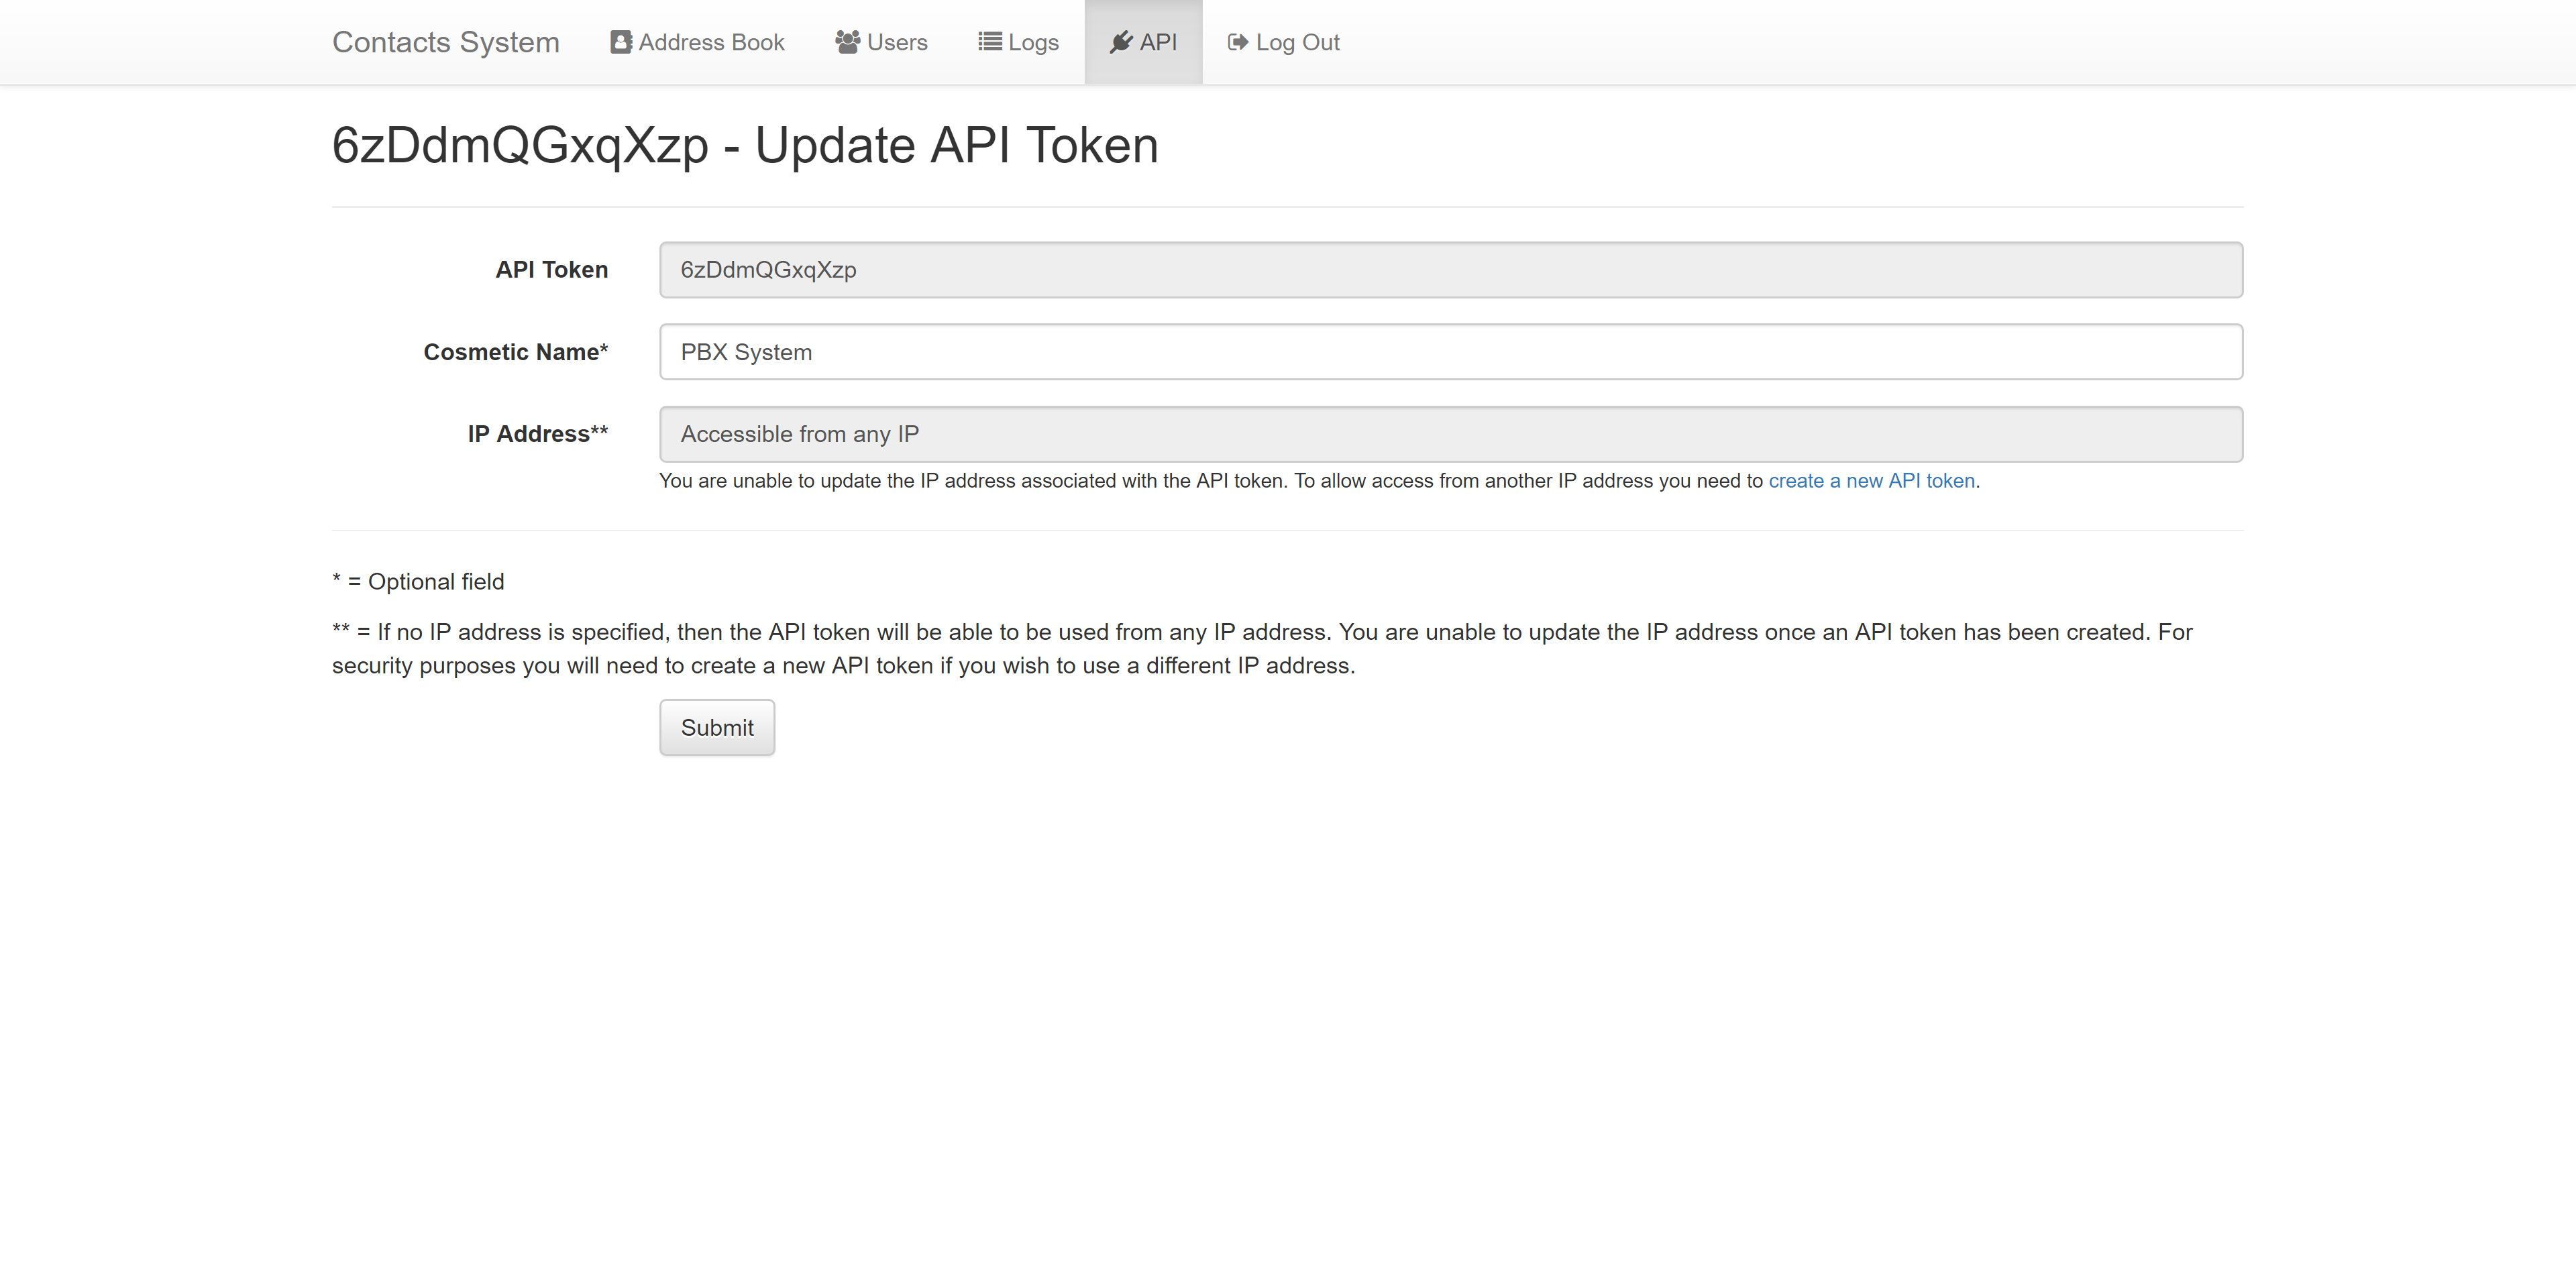 Contacts System Address Book Users Logs API Log Out
6zDdmQGxqXzp - Update API Token
API Token 6zDdmQGxqXzp
Cosmetic Name* PBX System
IP Address** Accessible from any IP
You are unable to update the IP address associated with the API token. To allow access from another IP address you need to create a new API token.
* = Optional field
** = If no IP address is specified, then the API token will be able to be used from any IP address. You are unable to update the IP address once an API token has been created. For
security purposes you will need to create a new API token if you wish to use a different IP address.
Submit